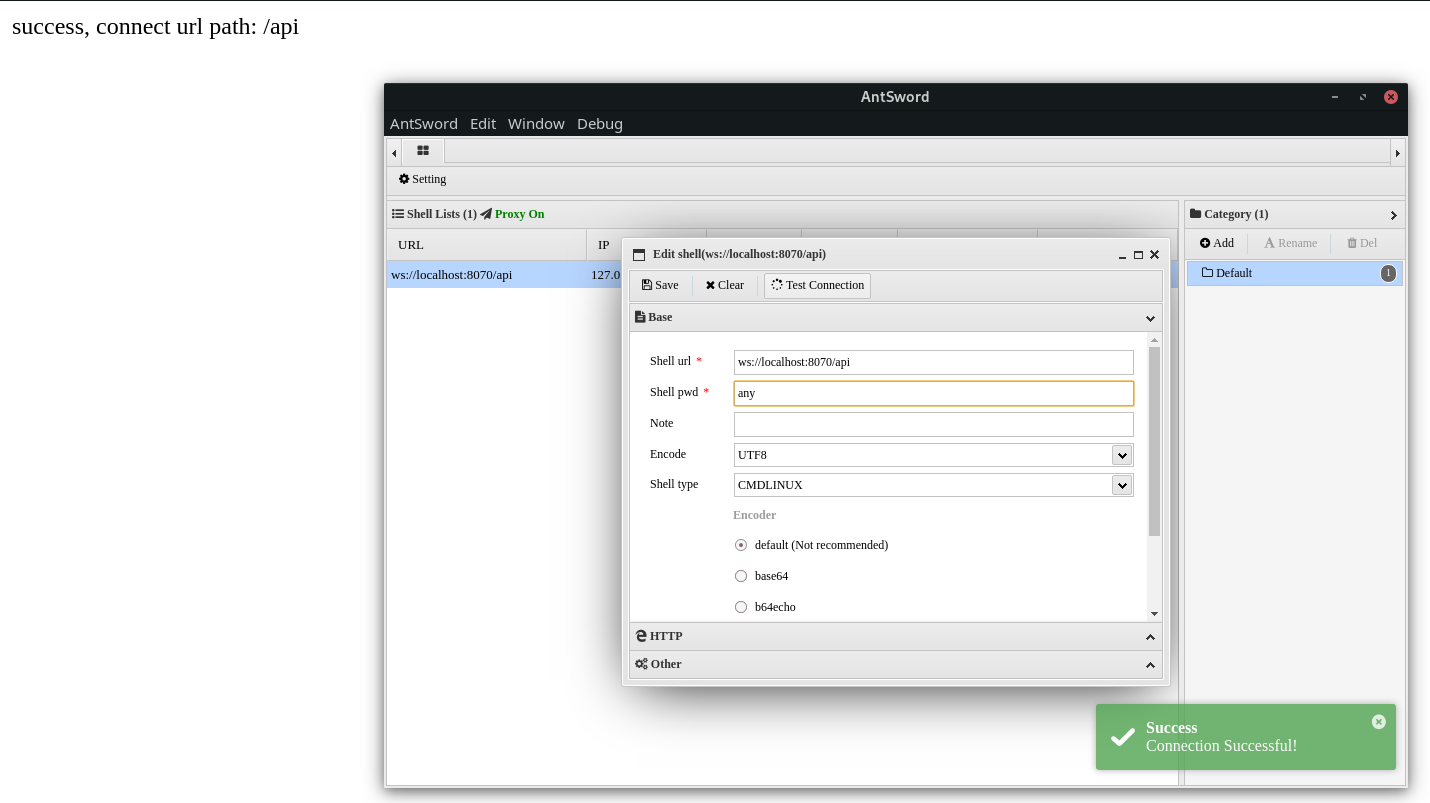 success, connect url path: /api
AntSword
AntSword Edit Window Debug
Setting
Shell Lists (1) Proxy On
Category (1)
URL IP
Add Rename Del
ws://localhost:8070/api 127.0
Default 1
Edit shell(ws://localhost:8070/api)
Save Clear Test Connection
Base
Shell url * ws://localhost:8070/api
Shell pwd * any
Note
Encode UTF8
Shell type CMDLINUX
Encoder
default (Not recommended)
base64
b64echo
HTTP
Other
Success
Connection Successful!